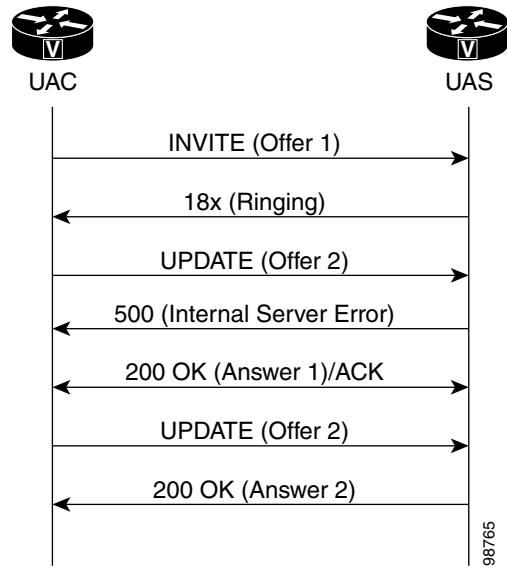 V
V
UAC
UAS
INVITE (Offer 1)
18x (Ringing)
UPDATE (Offer 2)
500 (Internal Server Error)
200 OK (Answer 1)/ACK
UPDATE (Offer 2)
200 OK (Answer 2)
98765